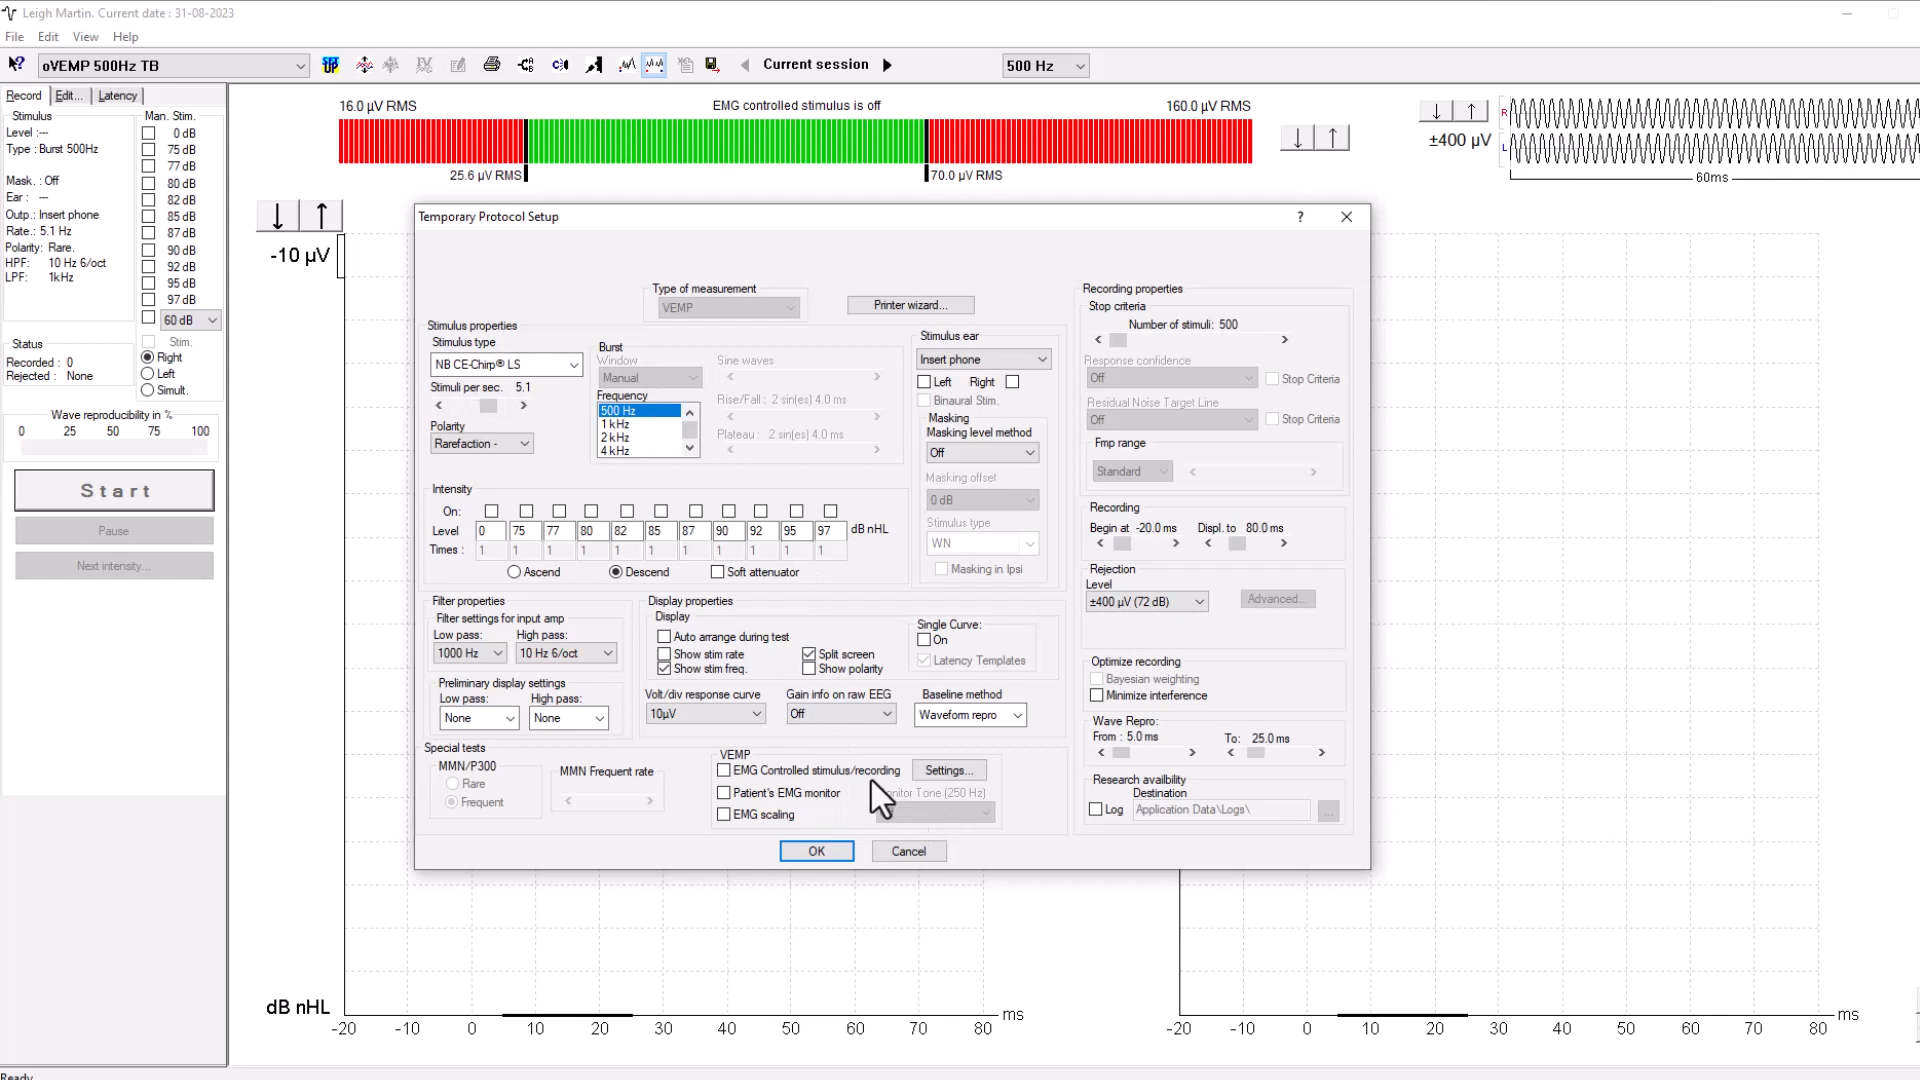 Leigh Martin. Current date : 31-08-2023
File Edit View Help
oVEMP 500Hz TB
Current session
500 Hz
Record Edit... Latency
Stimulus
Level :---
Type : Burst 500Hz
Mask. : Off
Ear : ---
Outp.: Insert phone
Rate.: 5.1 Hz
Polarity: Rare.
HPF: 10 Hz 6/oct
LPF: 1kHz
Man. Stim.
0 dB
75 dB
77 dB
80 dB
82 dB
85 dB
87 dB
90 dB
92 dB
95 dB
97 dB
60 dB
Stim.
Right
Left
Simult.
Status
Recorded : 0
Rejected : None
Wave reproducibility in %
0 25 50 75 100
Start
Pause
Next intensity...
16.0 µV RMS EMG controlled stimulus is off 160.0 µV RMS
25.6 µV RMS 70.0 µV RMS
±400 µV
R
L
60ms
-10 µV
Temporary Protocol Setup
Type of measurement
VEMP
Printer wizard...
Stimulus properties
Stimulus type
NB CE-Chirp® LS
Stimuli per sec. 5.1
Polarity
Rarefaction -
Burst
Window
Manual
Frequency
500 Hz
1 kHz
2 kHz
4 kHz
Sine waves
Rise/Fall : 2 sin(es) 4.0 ms
Plateau : 2 sin(es) 4.0 ms
Stimulus ear
Insert phone
Left Right
Binaural Stim.
Masking
Masking level method
Off
Masking offset
0 dB
Stimulus type
WN
Masking in Ipsi
Intensity
On:
Level 0 75 77 80 82 85 87 90 92 95 97 dB nHL
Times : 1 1 1 1 1 1 1 1 1 1 1
Ascend Descend Soft attenuator
Filter properties
Filter settings for input amp
Low pass: High pass:
1000 Hz 10 Hz 6/oct
Preliminary display settings
Low pass: High pass:
None None
Display properties
Display
Auto arrange during test
Show stim rate Split screen
Show stim freq. Show polarity
Single Curve:
On
Latency Templates
Volt/div response curve Gain info on raw EEG Baseline method
10µV Off Waveform repro
Special tests
MMN/P300
Rare
Frequent
MMN Frequent rate
VEMP
EMG Controlled stimulus/recording Settings...
Patient's EMG monitor
Tone (250 Hz)
EMG scaling
OK Cancel
Recording properties
Stop criteria
Number of stimuli: 500
Response confidence
Off Stop Criteria
Residual Noise Target Line
Off Stop Criteria
Fmp range
Standard
Recording
Begin at -20.0 ms Displ. to 80.0 ms
Rejection
Level
±400 µV (72 dB) Advanced...
Optimize recording
Bayesian weighting
Minimize interference
Wave Repro:
From : 5.0 ms To: 25.0 ms
Research availbility
Destination
Log Application Data\Logs\ ...
dB nHL
-20 -10 0 10 20 30 40 50 60 70 80 ms
-20 -10 0 10 20 30 40 50 60 70 80 ms
Ready